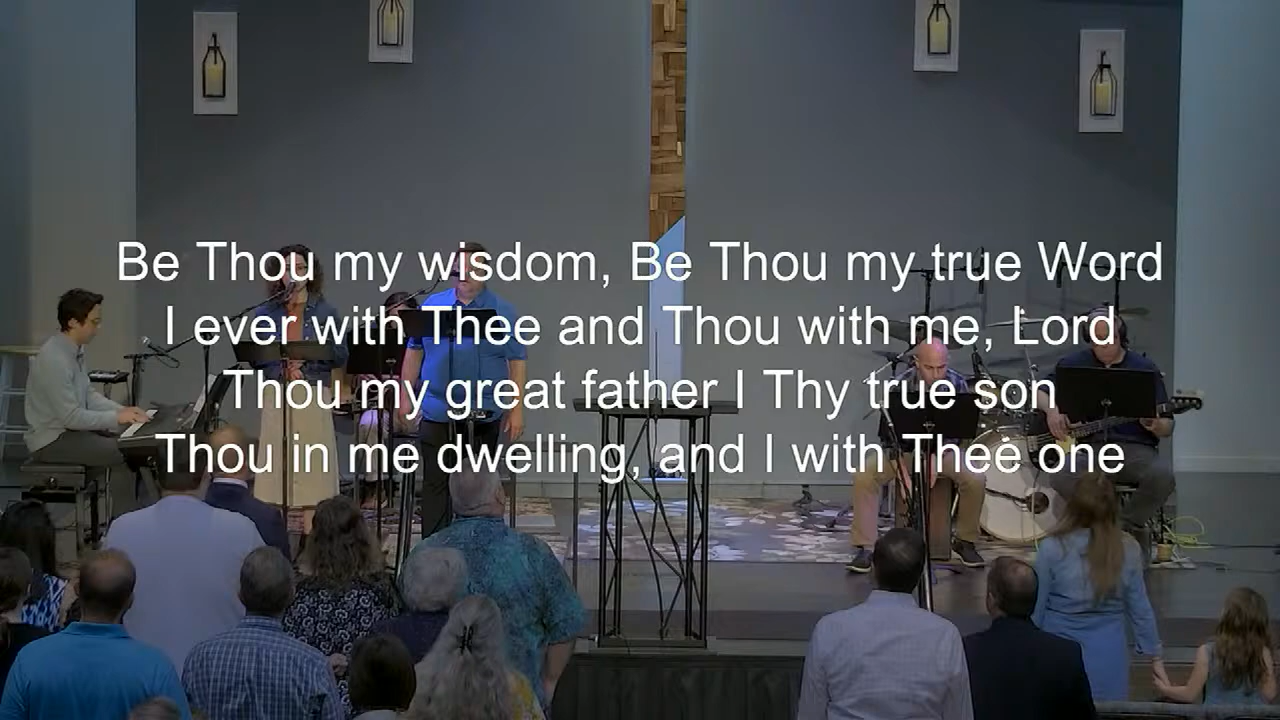 Be Thou my wisdom, Be Thou my true Word
I ever with Thee and Thou with me, Lord
Thou my great father I Thy true son
Thou in me dwelling, and I with Thee one